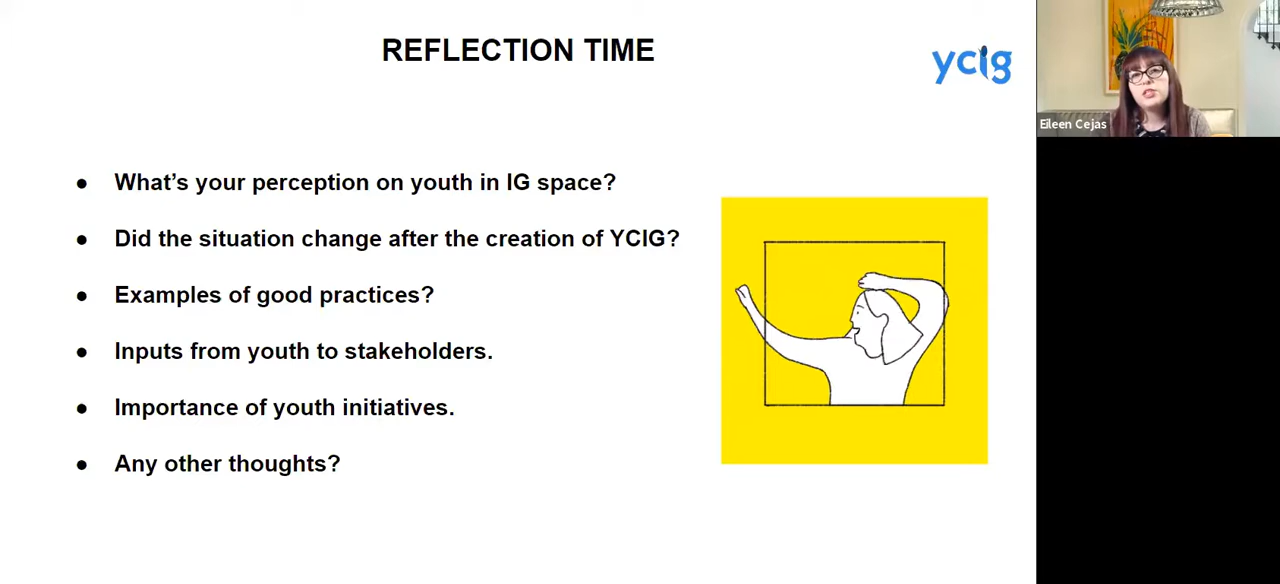 REFLECTION TIME
ycig
Eileen Cejas
● What’s your perception on youth in IG space?
● Did the situation change after the creation of YCIG?
● Examples of good practices?
● Inputs from youth to stakeholders.
● Importance of youth initiatives.
● Any other thoughts?